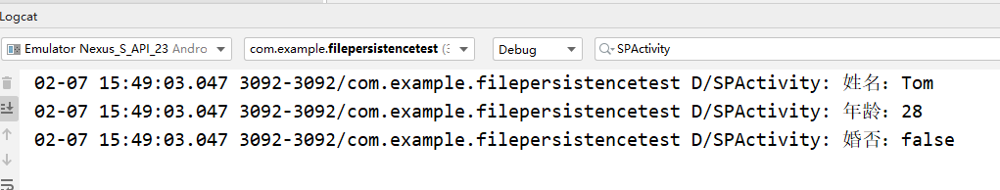 Logcat
Emulator Nexus_S_API_23 Andro com.example.filepersistencetest (3 Debug SPActivity
02-07 15:49:03.047 3092-3092/com.example.filepersistencetest D/SPActivity: 姓名：Tom
02-07 15:49:03.047 3092-3092/com.example.filepersistencetest D/SPActivity: 年龄：28
02-07 15:49:03.047 3092-3092/com.example.filepersistencetest D/SPActivity: 婚否：false